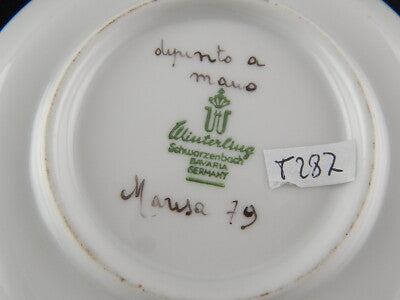 dipinto a
mano
W
Winterling
Schwarzenbach
BAVARIA
GERMANY
T287
Marisa 79